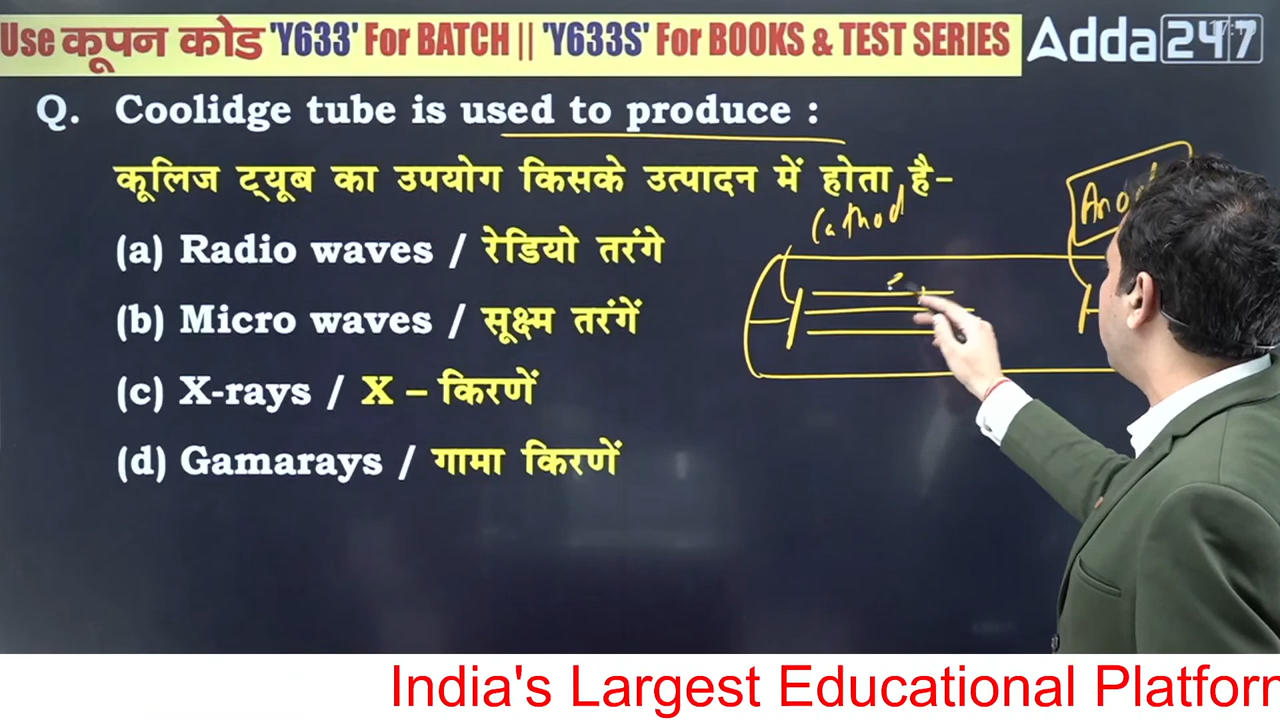 Use कूपन कोड 'Y633' For BATCH || 'Y633S' For BOOKS & TEST SERIES
Adda247
Q. Coolidge tube is used to produce :
कूलिज ट्यूब का उपयोग किसके उत्पादन में होता है–
Cathod
(a) Radio waves / रेडियो तरंगे
(b) Micro waves / सूक्ष्म तरंगें
(c) X-rays / X – किरणें
(d) Gamarays / गामा किरणें
India's Largest Educational